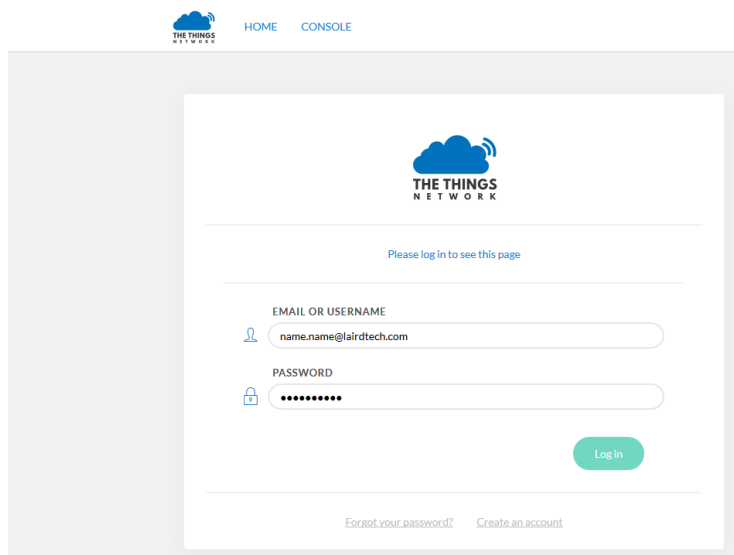 THE THINGS
NETWORK
HOME CONSOLE
THE THINGS
NETWORK
Please log in to see this page
EMAIL OR USERNAME
name.name@lairdtech.com
PASSWORD
••••••••••
Log in
Forgot your password? Create an account